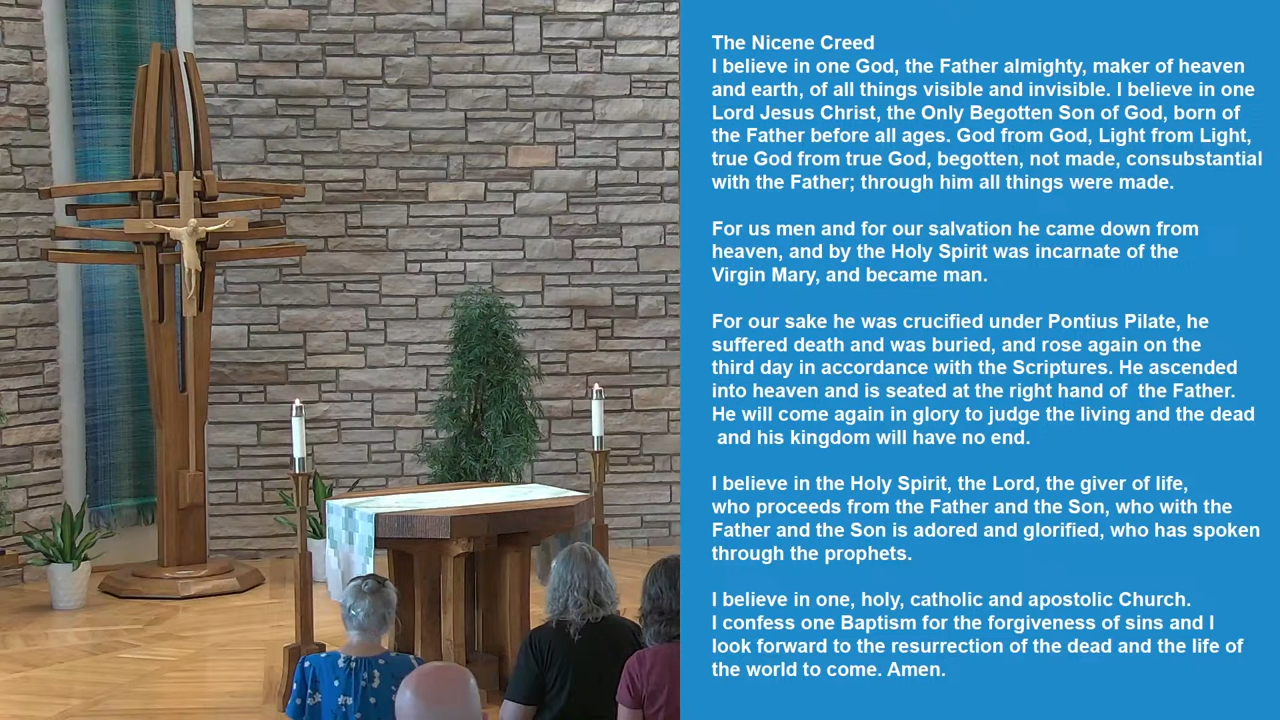 The Nicene Creed
I believe in one God, the Father almighty, maker of heaven
and earth, of all things visible and invisible. I believe in one
Lord Jesus Christ, the Only Begotten Son of God, born of
the Father before all ages. God from God, Light from Light,
true God from true God, begotten, not made, consubstantial
with the Father; through him all things were made.
For us men and for our salvation he came down from
heaven, and by the Holy Spirit was incarnate of the
Virgin Mary, and became man.
For our sake he was crucified under Pontius Pilate, he
suffered death and was buried, and rose again on the
third day in accordance with the Scriptures. He ascended
into heaven and is seated at the right hand of  the Father.
He will come again in glory to judge the living and the dead
and his kingdom will have no end.
I believe in the Holy Spirit, the Lord, the giver of life,
who proceeds from the Father and the Son, who with the
Father and the Son is adored and glorified, who has spoken
through the prophets.
I believe in one, holy, catholic and apostolic Church.
I confess one Baptism for the forgiveness of sins and I
look forward to the resurrection of the dead and the life of
the world to come. Amen.